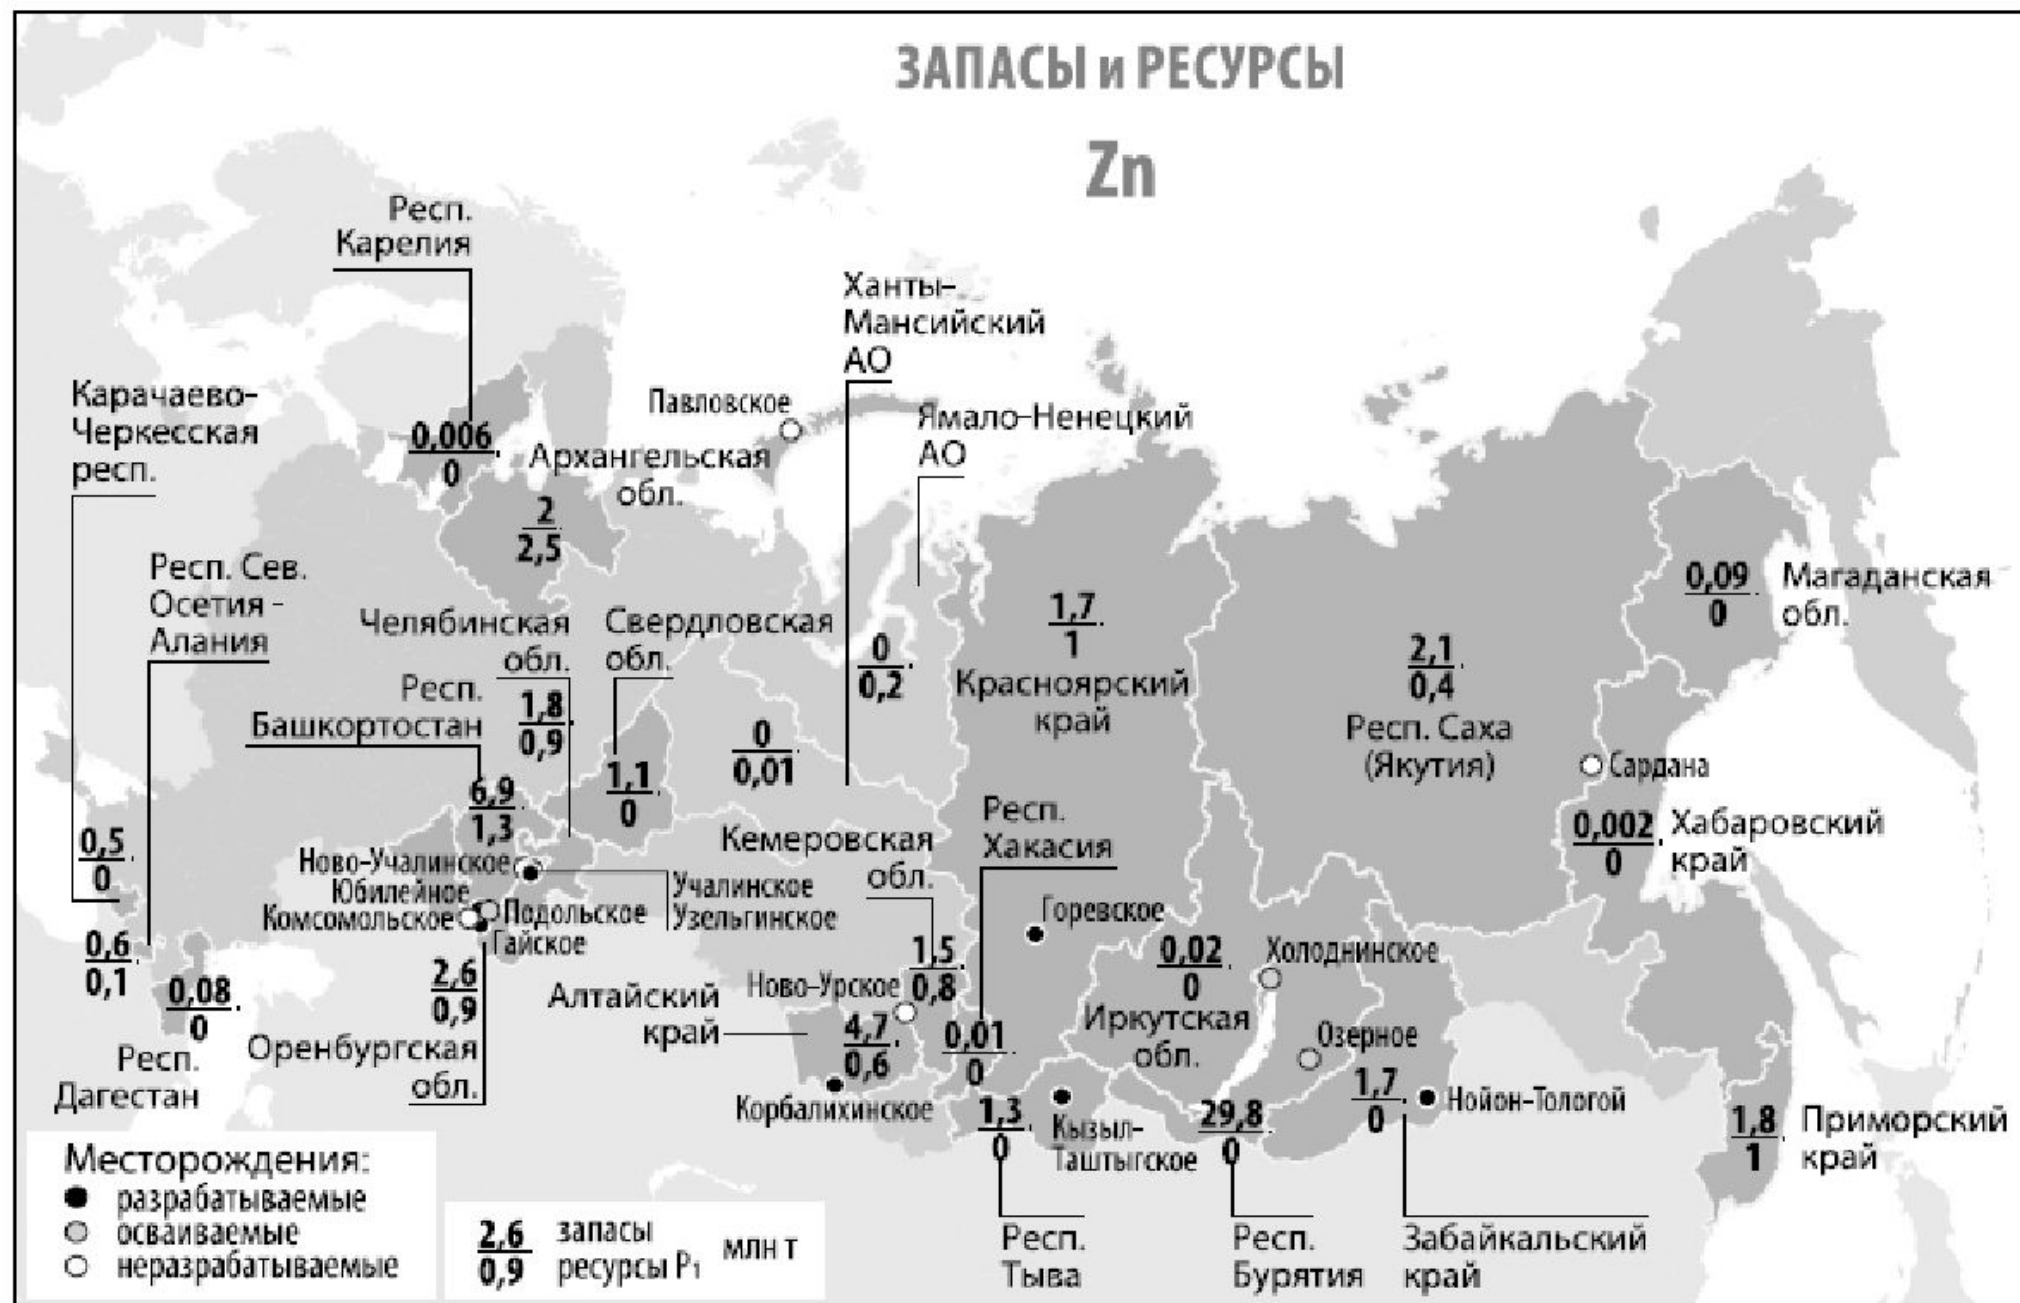 ЗАПАСЫ и РЕСУРСЫ
Zn
Респ.
Карелия
0,006
0
Карачаево-
Черкесская
респ.
0,5
0
Респ. Сев.
Осетия -
Алания
0,6
0,1
Архангельская
обл.
2
2,5
Павловское
Ханты-
Мансийский
АО
0
0,01
Ямало-Ненецкий
АО
0
0,2
Челябинская
обл.
1,8
0,9
Свердловская
обл.
1,1
0
Респ.
Башкортостан
6,9
1,3
Красноярский
край
1,7
1
2,1
0,4
Респ. Саха
(Якутия)
0,09
0
Магаданская
обл.
Сардана
0,002
0
Хабаровский
край
Ново-Учалинское
Юбилейное
Комсомольское
Подольское
Гайское
Учалинское
Узельгинское
Кемеровская
обл.
1,5
0,8
Респ.
Хакасия
0,01
0
Горевское
0,02
0
Иркутская
обл.
Холоднинское
Озерное
0,08
0
Респ.
Дагестан
2,6
0,9
Оренбургская
обл.
Алтайский
край
4,7
0,6
Ново-Урское
Корбалихинское
1,3
0
Респ.
Тыва
Кызыл-
Таштыгское
29,8
0
Респ.
Бурятия
1,7
0
Забайкальский
край
Нойон-Тологой
1,8
1
Приморский
край
Месторождения:
разрабатываемые
осваиваемые
неразрабатываемые
2,6 запасы
0,9 ресурсы P₁
млн т